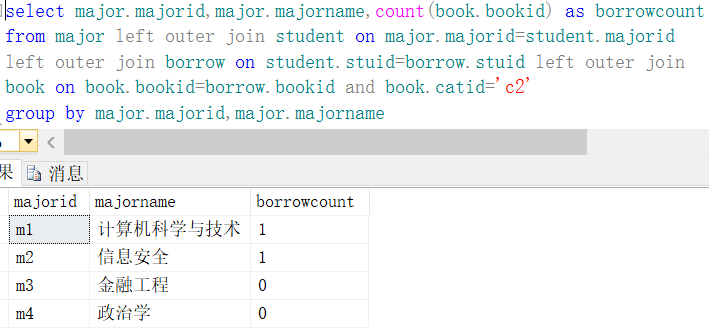 select major.majorid,major.majorname,count(book.bookid) as borrowcount
from major left outer join student on major.majorid=student.majorid
left outer join borrow on student.stuid=borrow.stuid left outer join
book on book.bookid=borrow.bookid and book.catid='c2'
group by major.majorid,major.majorname
果 消息
majorid majorname borrowcount
m1 计算机科学与技术 1
m2 信息安全 1
m3 金融工程 0
m4 政治学 0